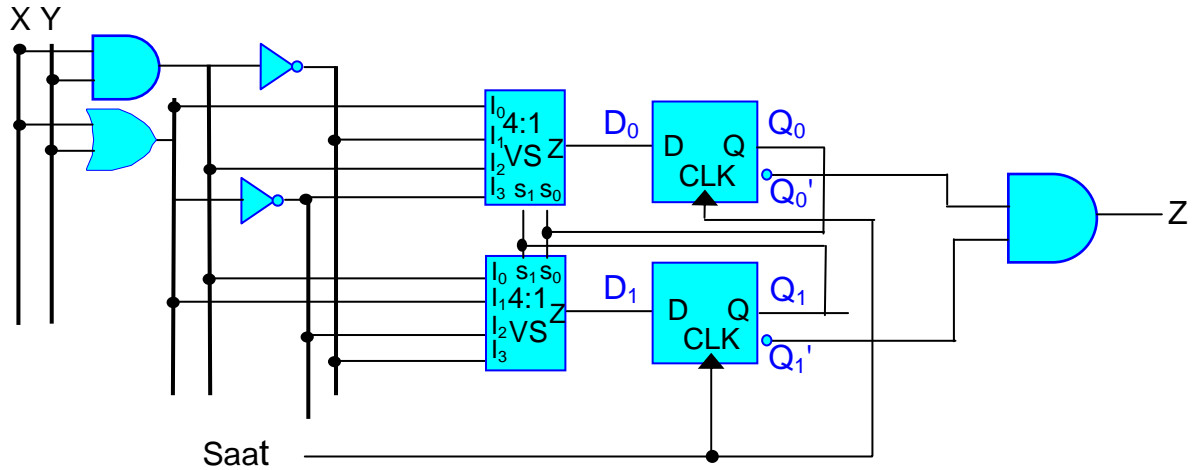 X Y
I₀ 4:1
I₁ VS Z
I₂
I₃ s₁ s₀
D₀
D Q
CLK
Q₀
Q₀'
Z
I₀ s₁ s₀
I₁ 4:1
I₂ VS Z
I₃
D₁
D Q
CLK
Q₁
Q₁'
Saat